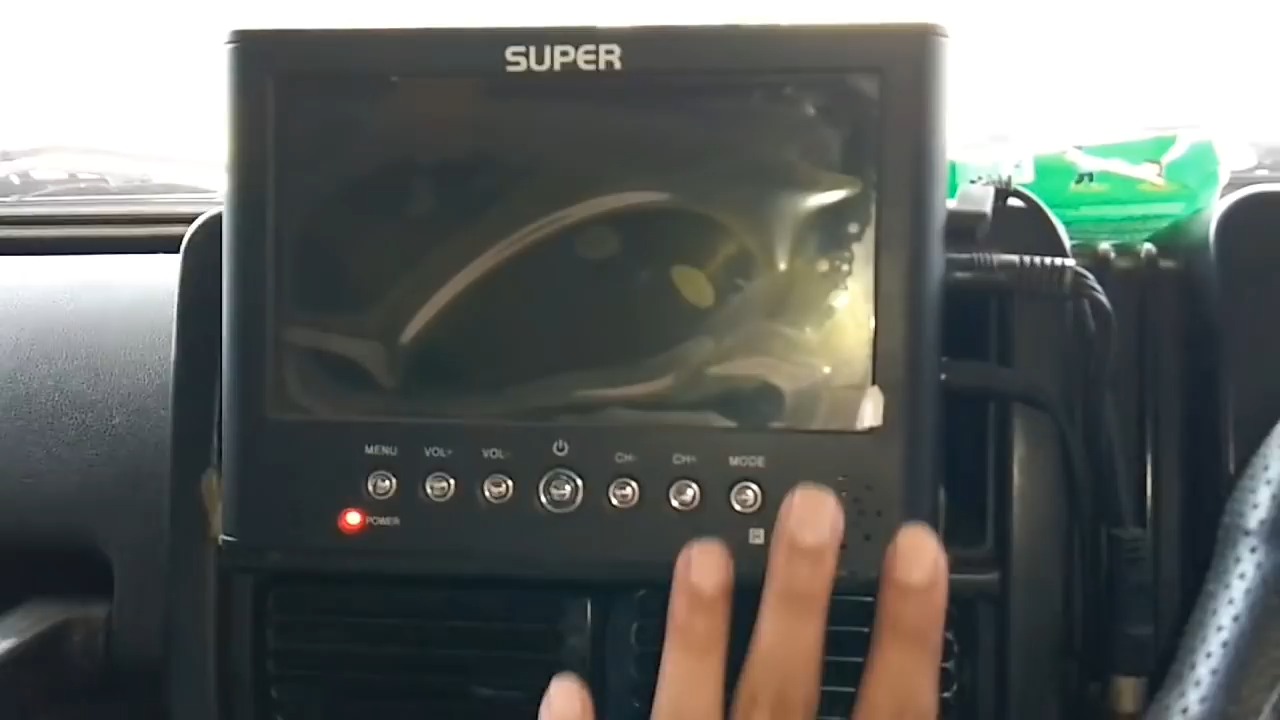 SUPER
MENU VOL+ VOL- ⏻ CH- CH+ MODE
POWER